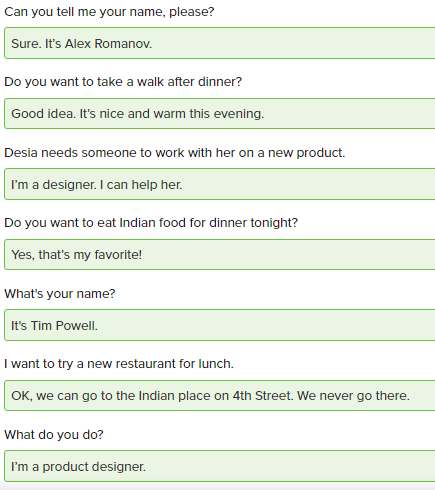 Can you tell me your name, please?
Sure. It's Alex Romanov.
Do you want to take a walk after dinner?
Good idea. It's nice and warm this evening.
Desia needs someone to work with her on a new product.
I'm a designer. I can help her.
Do you want to eat Indian food for dinner tonight?
Yes, that's my favorite!
What's your name?
It's Tim Powell.
I want to try a new restaurant for lunch.
OK, we can go to the Indian place on 4th Street. We never go there.
What do you do?
I'm a product designer.